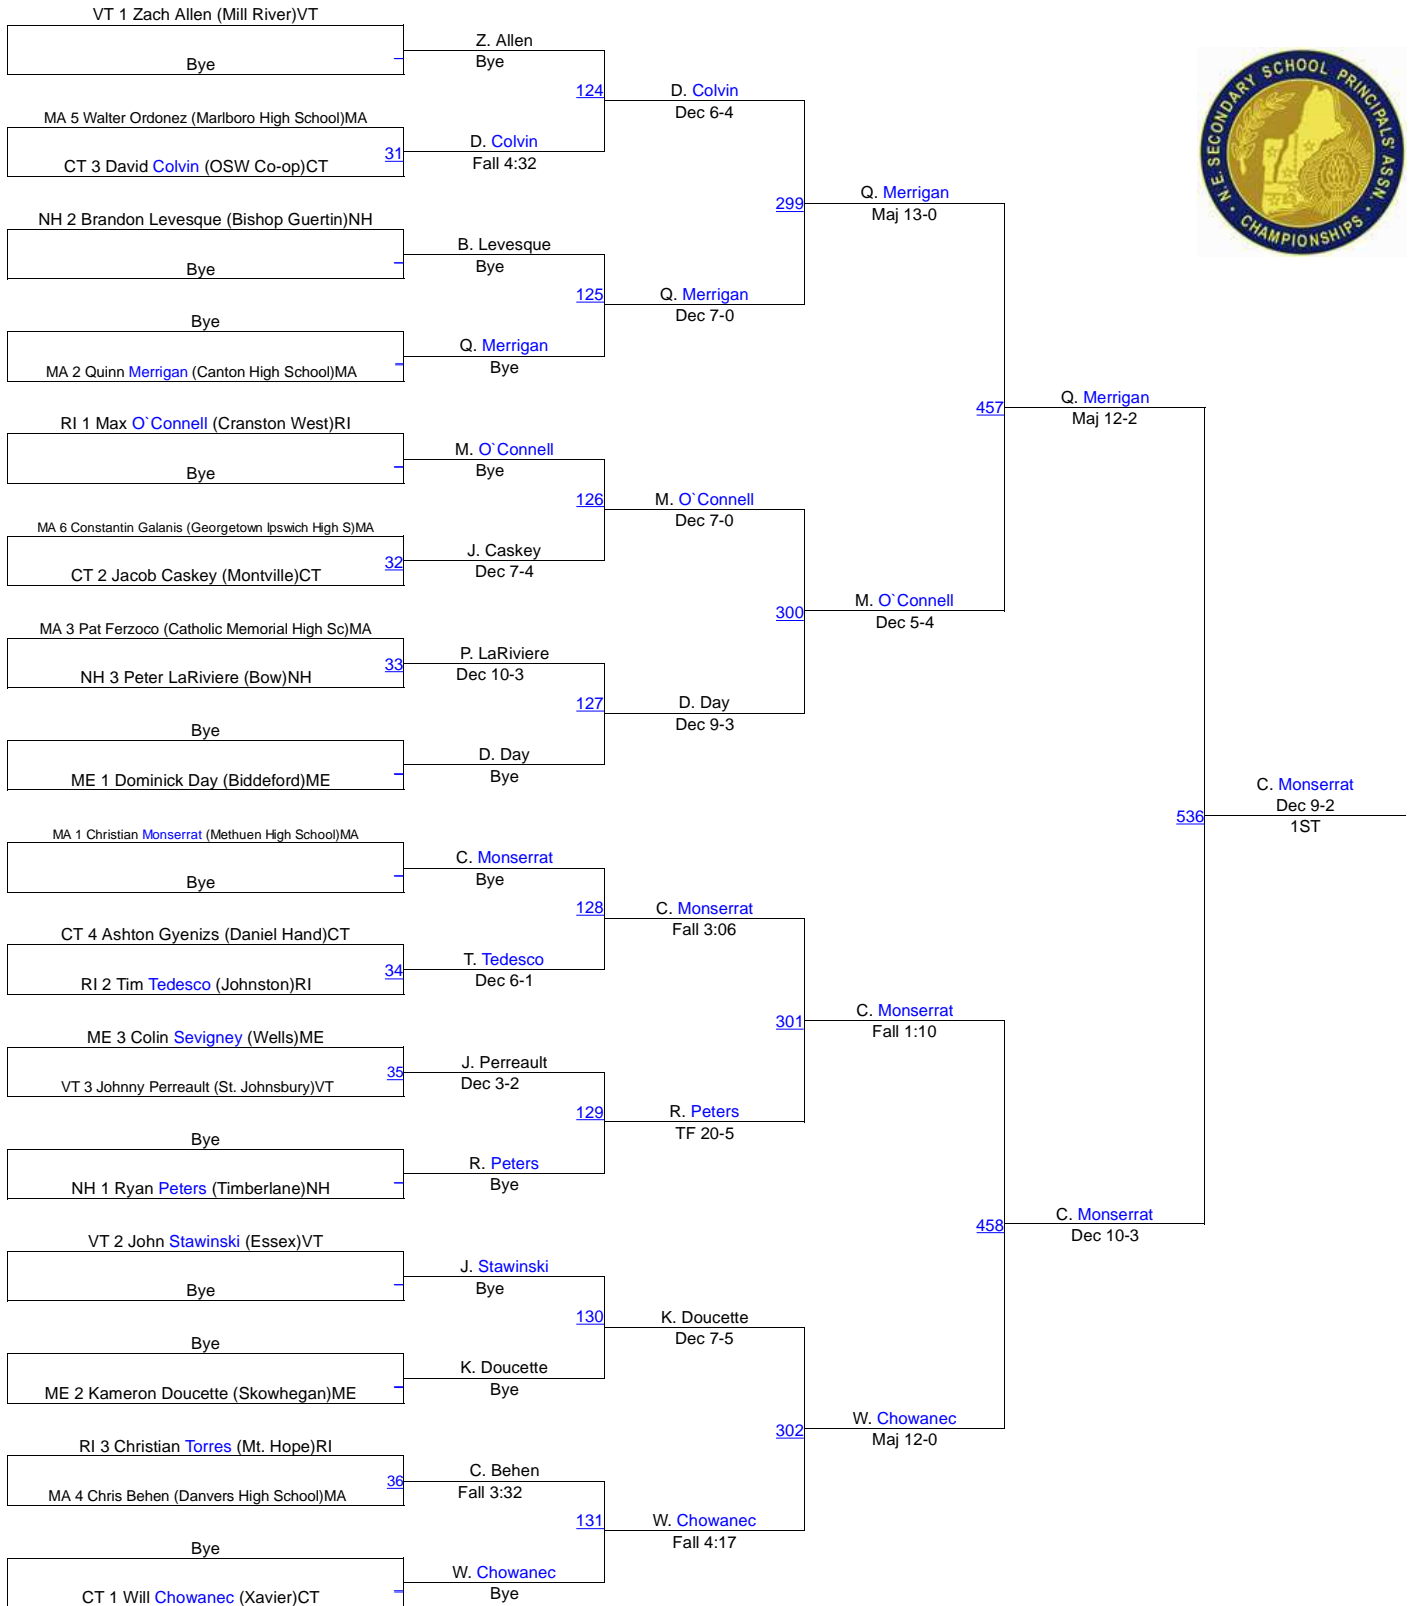 VT 1 Zach Allen (Mill River)VT
Bye
MA 5 Walter Ordonez (Marlboro High School)MA
31
CT 3 David Colvin (OSW Co-op)CT
NH 2 Brandon Levesque (Bishop Guertin)NH
Bye
Bye
MA 2 Quinn Merrigan (Canton High School)MA
RI 1 Max O`Connell (Cranston West)RI
Bye
MA 6 Constantin Galanis (Georgetown Ipswich High S)MA
32
CT 2 Jacob Caskey (Montville)CT
MA 3 Pat Ferzoco (Catholic Memorial High Sc)MA
33
NH 3 Peter LaRiviere (Bow)NH
Bye
ME 1 Dominick Day (Biddeford)ME
MA 1 Christian Monserrat (Methuen High School)MA
Bye
CT 4 Ashton Gyenizs (Daniel Hand)CT
34
RI 2 Tim Tedesco (Johnston)RI
ME 3 Colin Sevigney (Wells)ME
35
VT 3 Johnny Perreault (St. Johnsbury)VT
Bye
NH 1 Ryan Peters (Timberlane)NH
VT 2 John Stawinski (Essex)VT
Bye
Bye
ME 2 Kameron Doucette (Skowhegan)ME
RI 3 Christian Torres (Mt. Hope)RI
36
MA 4 Chris Behen (Danvers High School)MA
Bye
CT 1 Will Chowanec (Xavier)CT
Z. Allen
Bye
124
D. Colvin
Fall 4:32
B. Levesque
Bye
125
Q. Merrigan
Bye
M. O`Connell
Bye
126
J. Caskey
Dec 7-4
P. LaRiviere
Dec 10-3
127
D. Day
Bye
C. Monserrat
Bye
128
T. Tedesco
Dec 6-1
J. Perreault
Dec 3-2
129
R. Peters
Bye
J. Stawinski
Bye
130
K. Doucette
Bye
C. Behen
Fall 3:32
131
W. Chowanec
Bye
D. Colvin
Dec 6-4
299
Q. Merrigan
Dec 7-0
M. O`Connell
Dec 7-0
300
D. Day
Dec 9-3
C. Monserrat
Fall 3:06
301
R. Peters
TF 20-5
K. Doucette
Dec 7-5
302
W. Chowanec
Fall 4:17
Q. Merrigan
Maj 13-0
457
M. O`Connell
Dec 5-4
C. Monserrat
Fall 1:10
458
W. Chowanec
Maj 12-0
Q. Merrigan
Maj 12-2
536
C. Monserrat
Dec 10-3
C. Monserrat
Dec 9-2
1ST
N.E. SECONDARY SCHOOL PRINCIPALS' ASSN.
CHAMPIONSHIPS